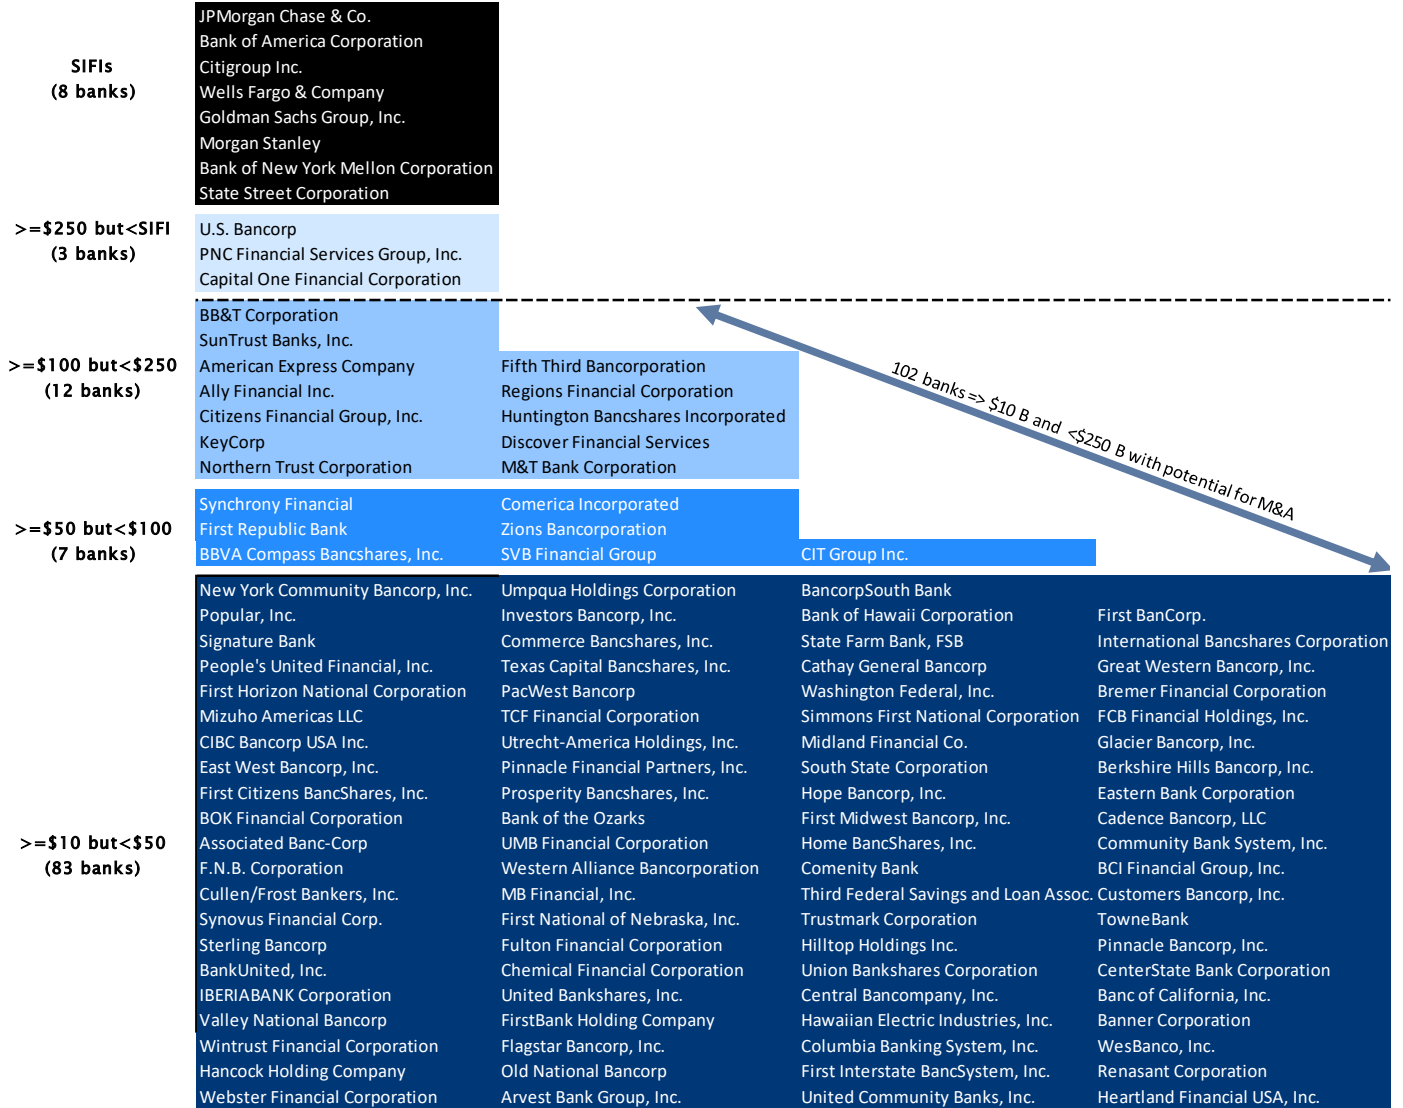 SIFIs
(8 banks)
JPMorgan Chase & Co.
Bank of America Corporation
Citigroup Inc.
Wells Fargo & Company
Goldman Sachs Group, Inc.
Morgan Stanley
Bank of New York Mellon Corporation
State Street Corporation
>=$250 but<SIFI
(3 banks)
U.S. Bancorp
PNC Financial Services Group, Inc.
Capital One Financial Corporation
>=$100 but<$250
(12 banks)
BB&T Corporation
SunTrust Banks, Inc.
American Express Company
Ally Financial Inc.
Citizens Financial Group, Inc.
KeyCorp
Northern Trust Corporation
Fifth Third Bancorporation
Regions Financial Corporation
Huntington Bancshares Incorporated
Discover Financial Services
M&T Bank Corporation
102 banks => $10 B and <$250 B with potential for M&A
>=$50 but<$100
(7 banks)
Synchrony Financial
First Republic Bank
BBVA Compass Bancshares, Inc.
Comerica Incorporated
Zions Bancorporation
SVB Financial Group
CIT Group Inc.
>=$10 but<$50
(83 banks)
New York Community Bancorp, Inc.
Popular, Inc.
Signature Bank
People's United Financial, Inc.
First Horizon National Corporation
Mizuho Americas LLC
CIBC Bancorp USA Inc.
East West Bancorp, Inc.
First Citizens BancShares, Inc.
BOK Financial Corporation
Associated Banc-Corp
F.N.B. Corporation
Cullen/Frost Bankers, Inc.
Synovus Financial Corp.
Sterling Bancorp
BankUnited, Inc.
IBERIABANK Corporation
Valley National Bancorp
Wintrust Financial Corporation
Hancock Holding Company
Webster Financial Corporation
Umpqua Holdings Corporation
Investors Bancorp, Inc.
Commerce Bancshares, Inc.
Texas Capital Bancshares, Inc.
PacWest Bancorp
TCF Financial Corporation
Utrecht-America Holdings, Inc.
Pinnacle Financial Partners, Inc.
Prosperity Bancshares, Inc.
Bank of the Ozarks
UMB Financial Corporation
Western Alliance Bancorporation
MB Financial, Inc.
First National of Nebraska, Inc.
Fulton Financial Corporation
Chemical Financial Corporation
United Bankshares, Inc.
FirstBank Holding Company
Flagstar Bancorp, Inc.
Old National Bancorp
Arvest Bank Group, Inc.
BancorpSouth Bank
Bank of Hawaii Corporation
State Farm Bank, FSB
Cathay General Bancorp
Washington Federal, Inc.
Simmons First National Corporation
Midland Financial Co.
South State Corporation
Hope Bancorp, Inc.
First Midwest Bancorp, Inc.
Home BancShares, Inc.
Comenity Bank
Third Federal Savings and Loan Assoc.
Trustmark Corporation
Hilltop Holdings Inc.
Union Bankshares Corporation
Central Bancompany, Inc.
Hawaiian Electric Industries, Inc.
Columbia Banking System, Inc.
First Interstate BancSystem, Inc.
United Community Banks, Inc.
First BanCorp.
International Bancshares Corporation
Great Western Bancorp, Inc.
Bremer Financial Corporation
FCB Financial Holdings, Inc.
Glacier Bancorp, Inc.
Berkshire Hills Bancorp, Inc.
Eastern Bank Corporation
Cadence Bancorp, LLC
Community Bank System, Inc.
BCI Financial Group, Inc.
Customers Bancorp, Inc.
TowneBank
Pinnacle Bancorp, Inc.
CenterState Bank Corporation
Banc of California, Inc.
Banner Corporation
WesBanco, Inc.
Renasant Corporation
Heartland Financial USA, Inc.